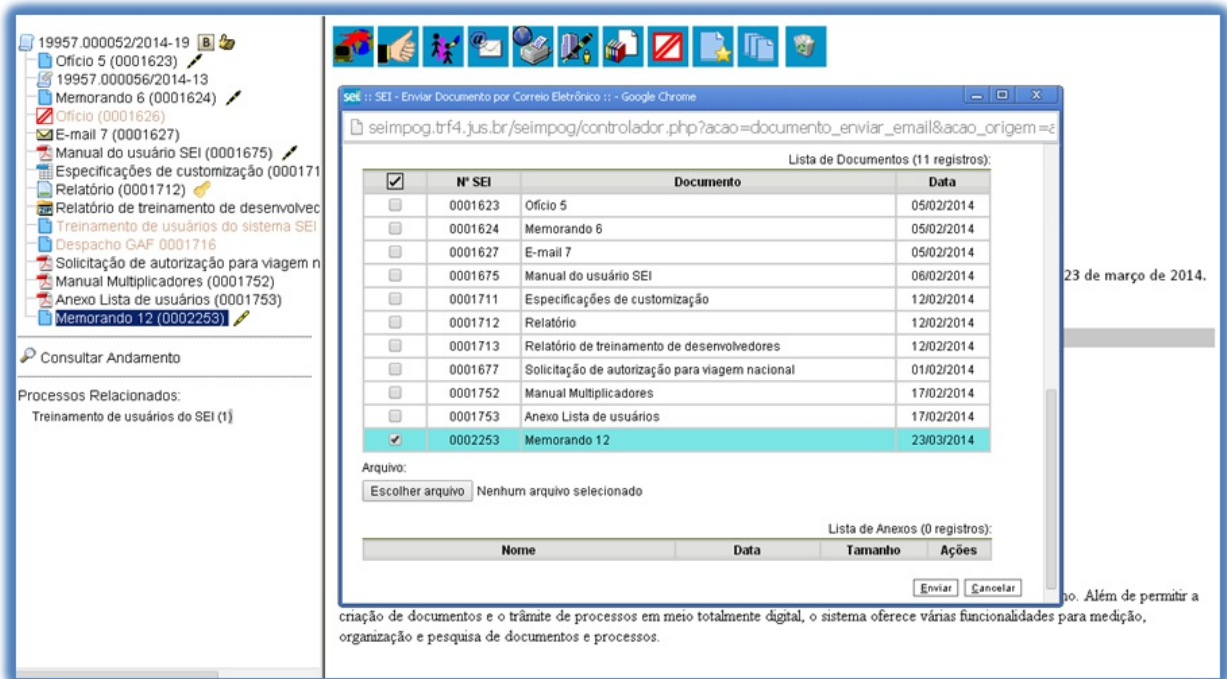 19957.000052/2014-19 B
Ofício 5 (0001623)
19957.000056/2014-13
Memorando 6 (0001624)
Ofício (0001626)
E-mail 7 (0001627)
Manual do usuário SEI (0001675)
Especificações de customização (000171
Relatório (0001712)
Relatório de treinamento de desenvolvec
Treinamento de usuários do sistema SEI
Despacho GAF 0001716
Solicitação de autorização para viagem n
Manual Multiplicadores (0001752)
Anexo Lista de usuários (0001753)
Memorando 12 (0002253)
Consultar Andamento
Processos Relacionados:
Treinamento de usuários do SEI (1)
sei :: SEI - Enviar Documento por Correio Eletrônico :: - Google Chrome
seimpog.trf4.jus.br/seimpog/controlador.php?acao=documento_enviar_email&acao_origem=a
Lista de Documentos (11 registros):
N° SEI Documento Data
0001623 Ofício 5 05/02/2014
0001624 Memorando 6 05/02/2014
0001627 E-mail 7 05/02/2014
0001675 Manual do usuário SEI 06/02/2014
0001711 Especificações de customização 12/02/2014
0001712 Relatório 12/02/2014
0001713 Relatório de treinamento de desenvolvedores 12/02/2014
0001677 Solicitação de autorização para viagem nacional 01/02/2014
0001752 Manual Multiplicadores 17/02/2014
0001753 Anexo Lista de usuários 17/02/2014
0002253 Memorando 12 23/03/2014
Arquivo:
Escolher arquivo Nenhum arquivo selecionado
Lista de Anexos (0 registros):
Nome Data Tamanho Ações
Enviar Cancelar
23 de março de 2014.
no. Além de permitir a
criação de documentos e o trâmite de processos em meio totalmente digital, o sistema oferece várias funcionalidades para medição,
organização e pesquisa de documentos e processos.